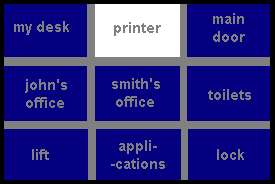 my desk
printer
main
door
john's
office
smith's
office
toilets
lift
appli-
-cations
lock